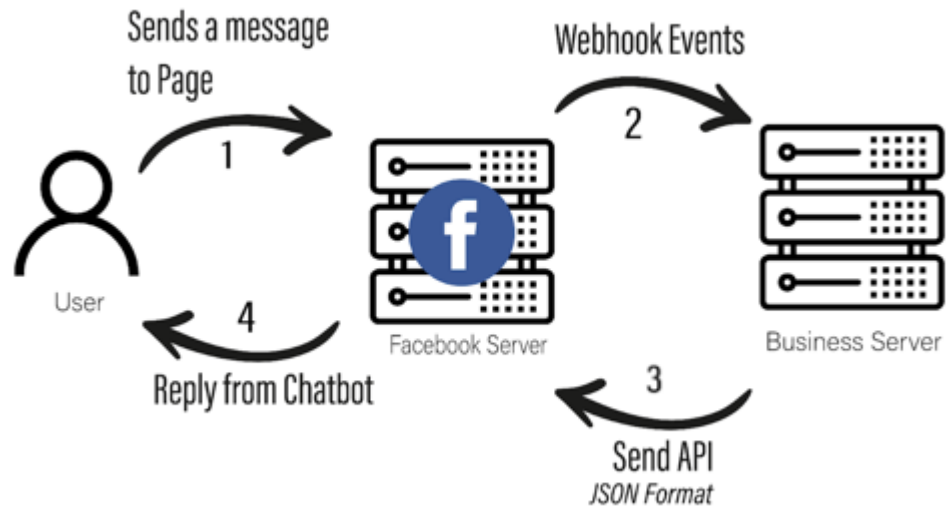 Sends a message
to Page
1
Webhook Events
2
f
User
Facebook Server
Business Server
4
Reply from Chatbot
3
Send API
JSON Format